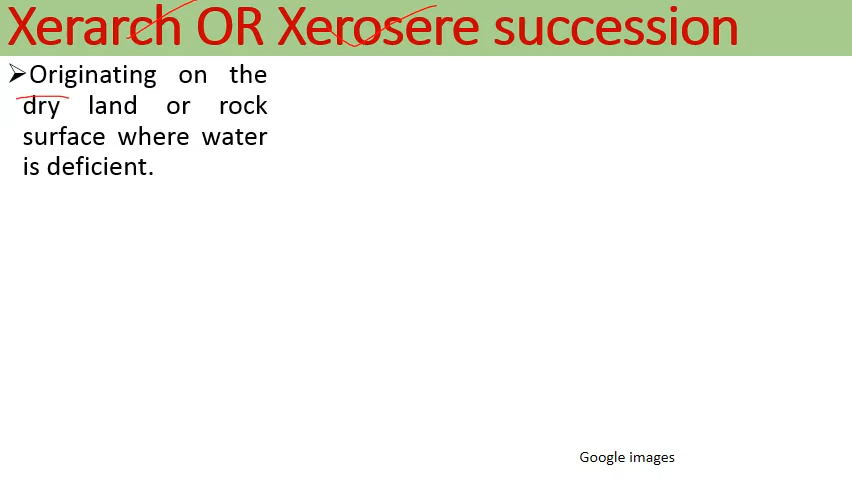 Xerarch OR Xerosere succession
➢Originating on the
dry land or rock
surface where water
is deficient.
Google images